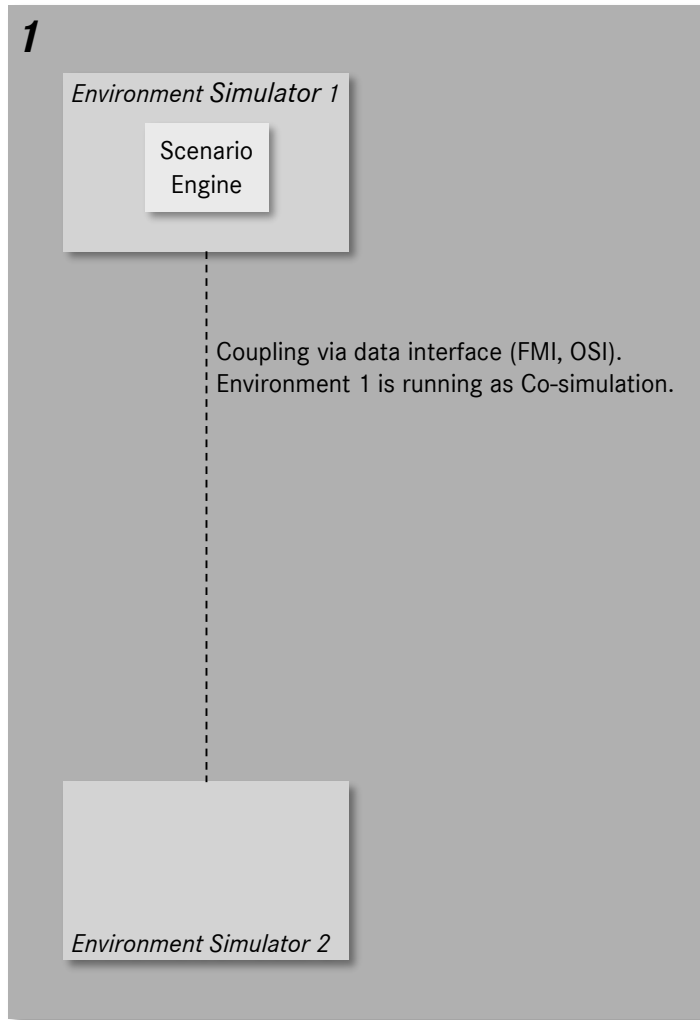 1
Environment Simulator 1
Scenario
Engine
Coupling via data interface (FMI, OSI).
Environment 1 is running as Co-simulation.
Environment Simulator 2